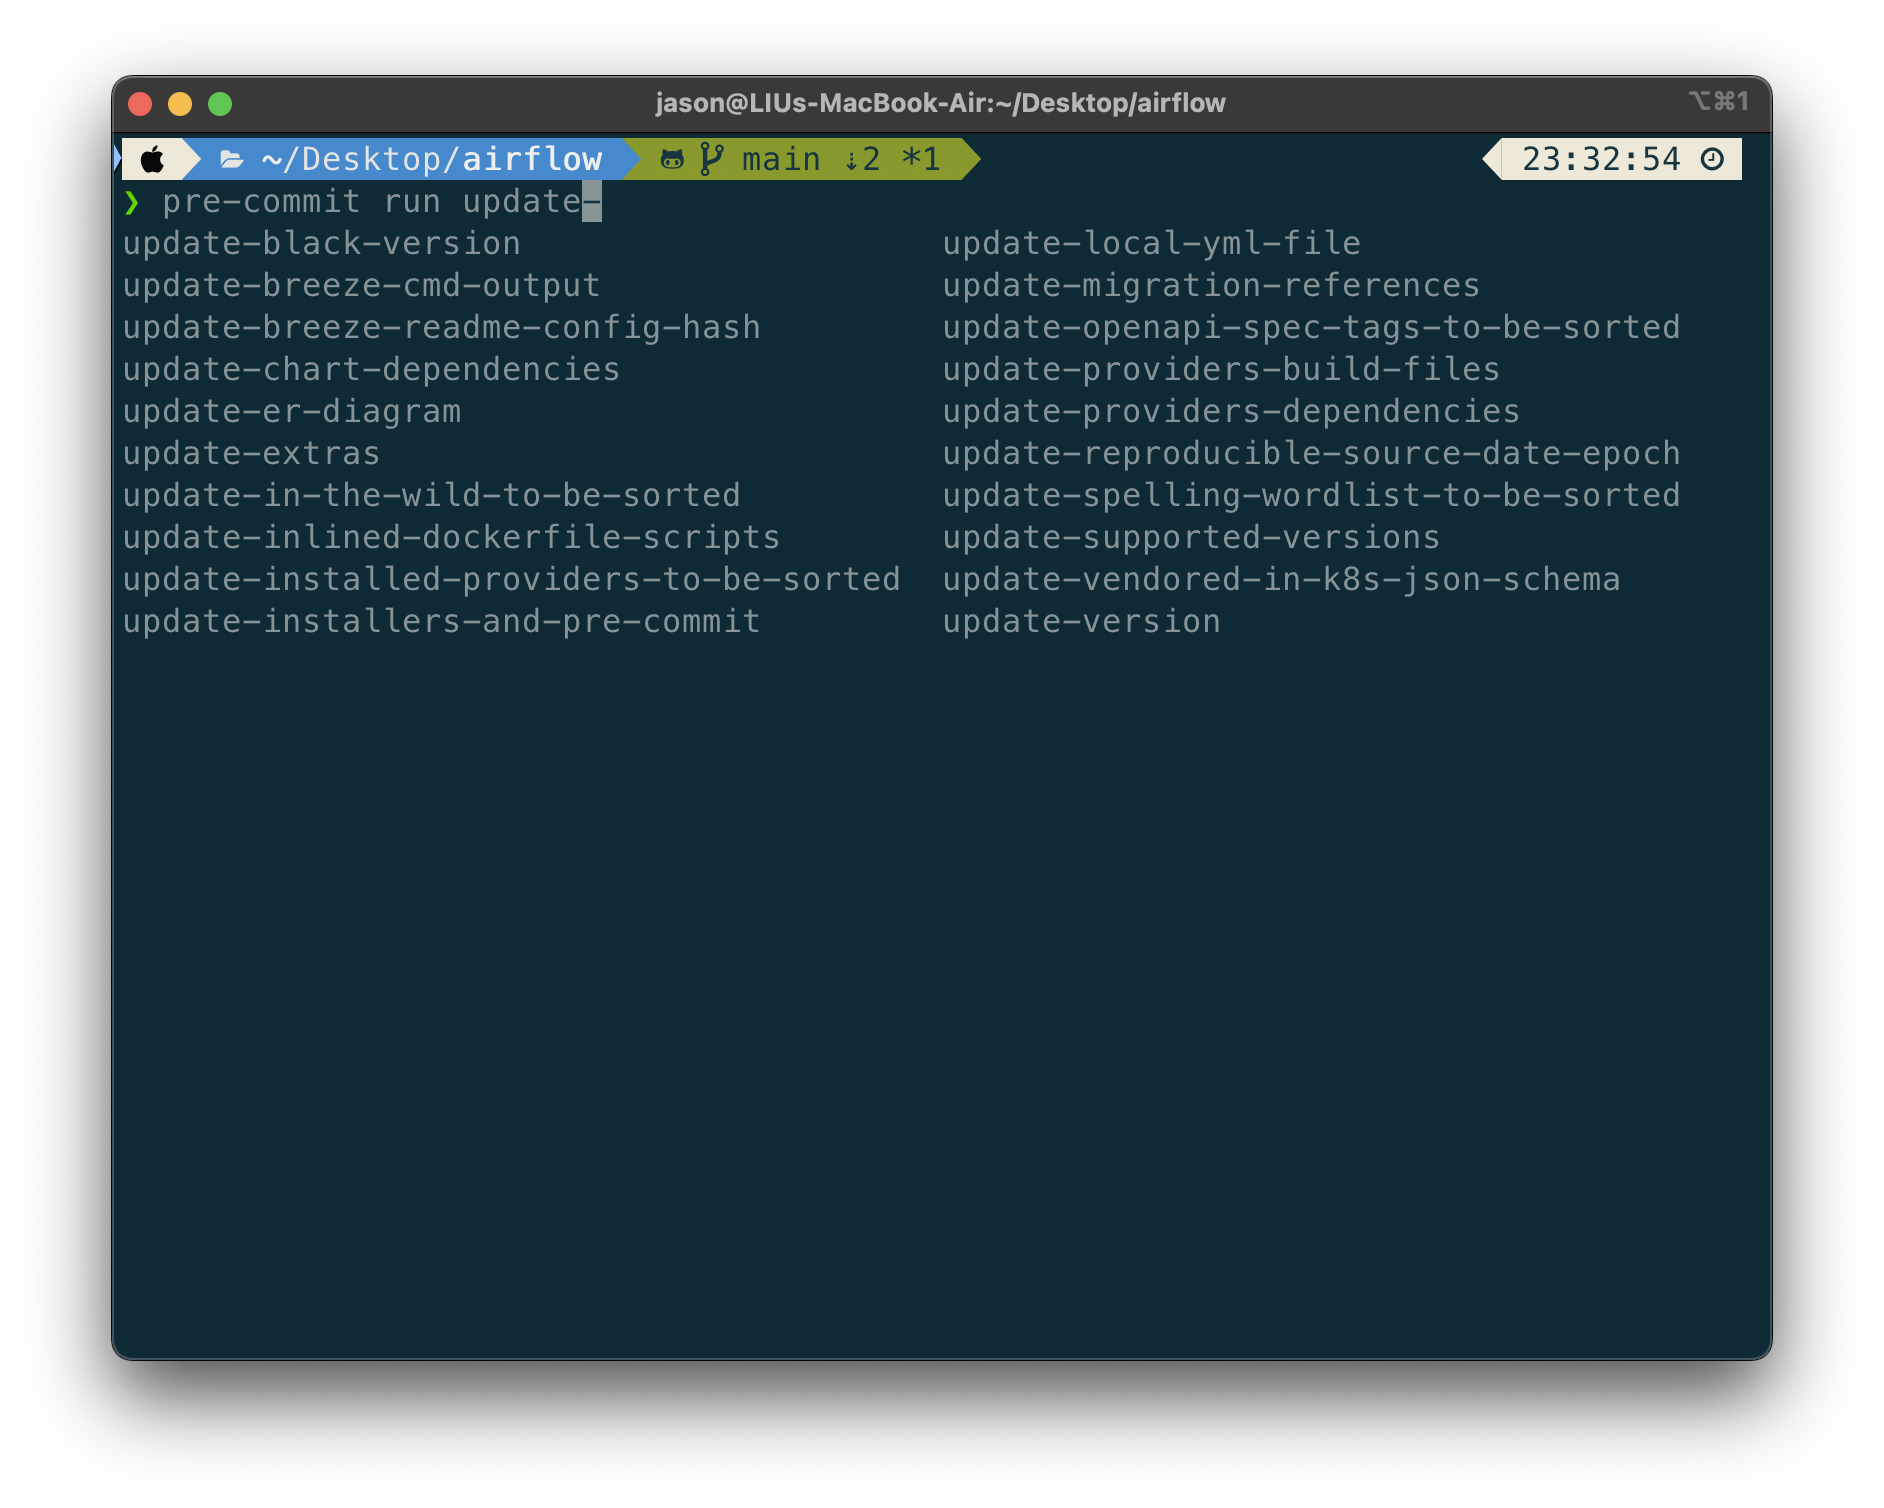 jason@LIUs-MacBook-Air:~/Desktop/airflow ⌥⌘1
~/Desktop/airflow main ⇣2 *1 23:32:54
❯ pre-commit run update-
update-black-version update-local-yml-file
update-breeze-cmd-output update-migration-references
update-breeze-readme-config-hash update-openapi-spec-tags-to-be-sorted
update-chart-dependencies update-providers-build-files
update-er-diagram update-providers-dependencies
update-extras update-reproducible-source-date-epoch
update-in-the-wild-to-be-sorted update-spelling-wordlist-to-be-sorted
update-inlined-dockerfile-scripts update-supported-versions
update-installed-providers-to-be-sorted update-vendored-in-k8s-json-schema
update-installers-and-pre-commit update-version